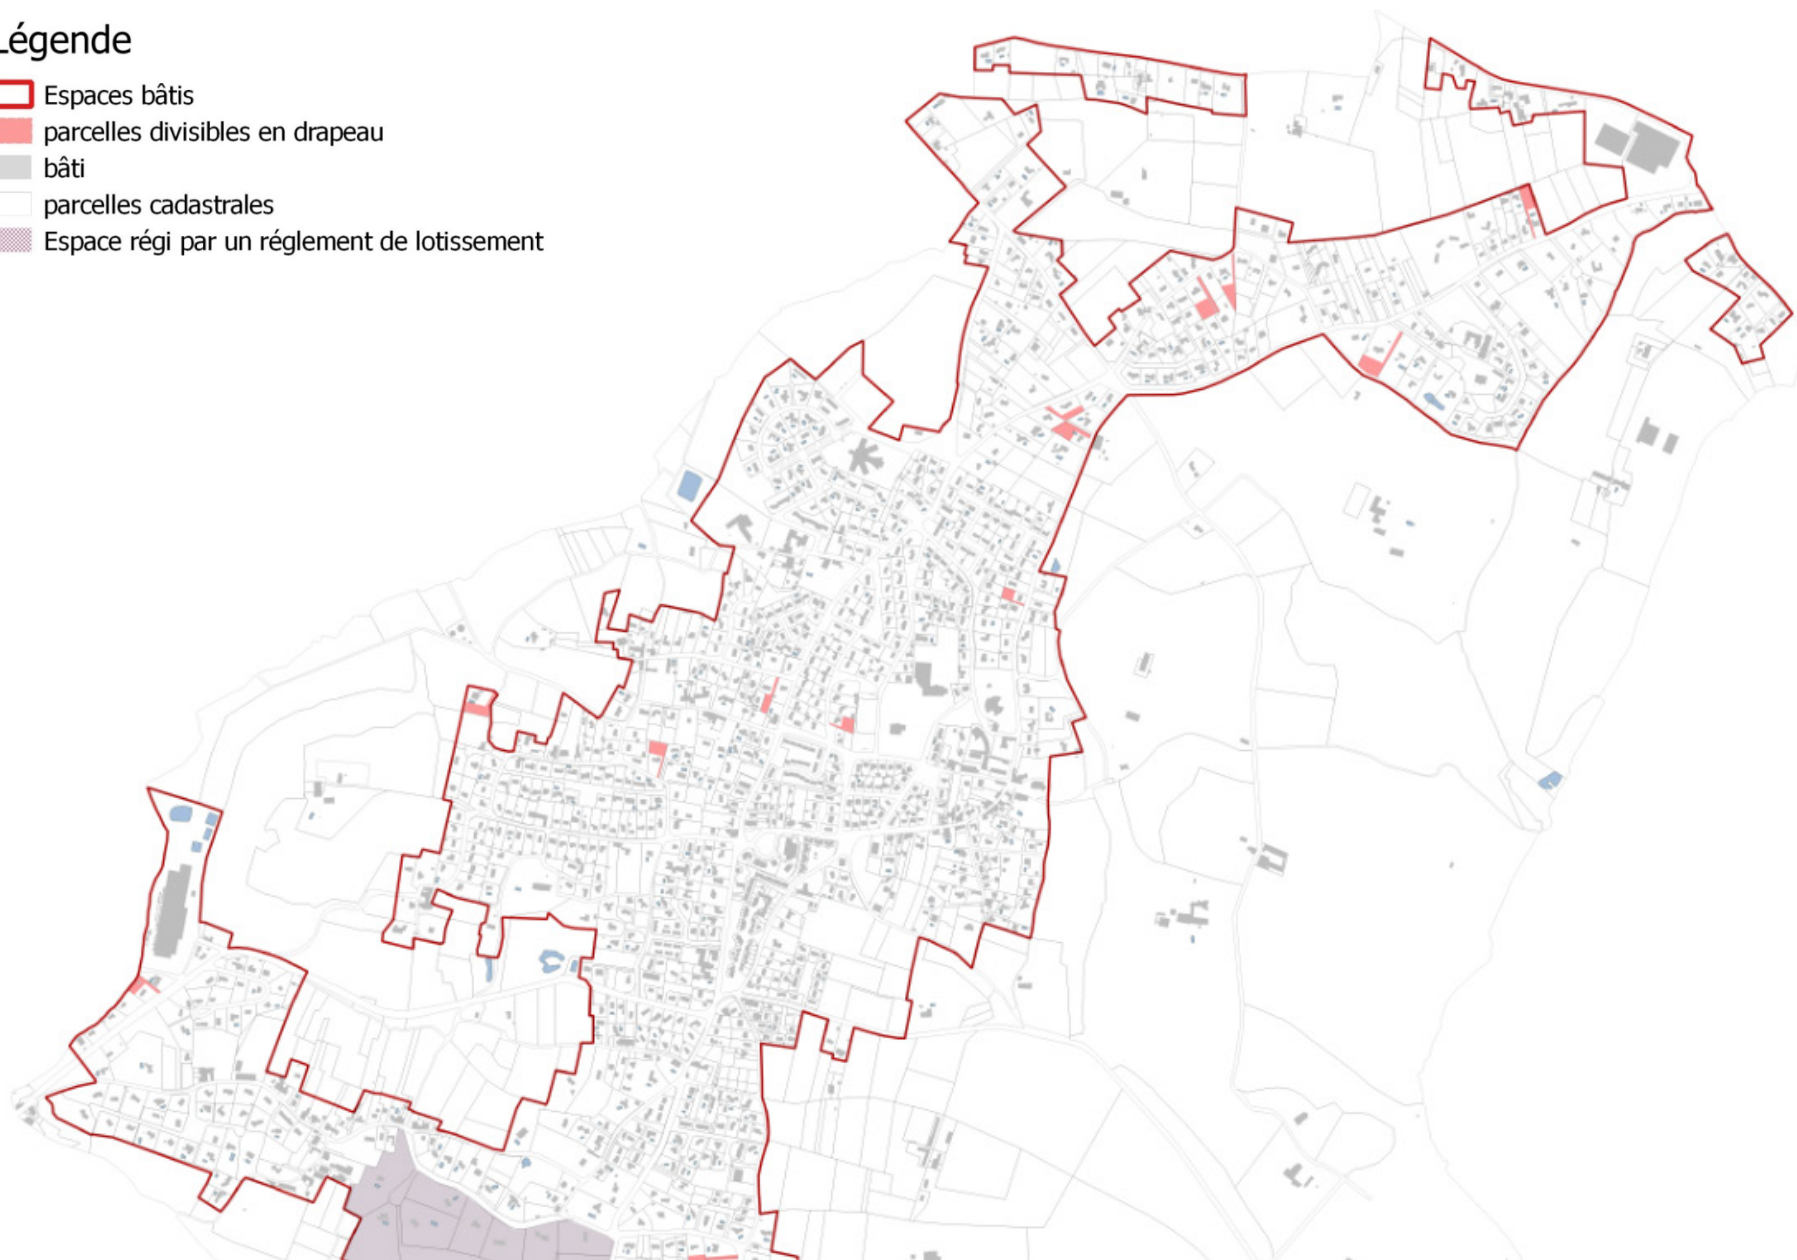 Légende
Espaces bâtis
parcelles divisibles en drapeau
bâti
parcelles cadastrales
Espace régi par un réglement de lotissement